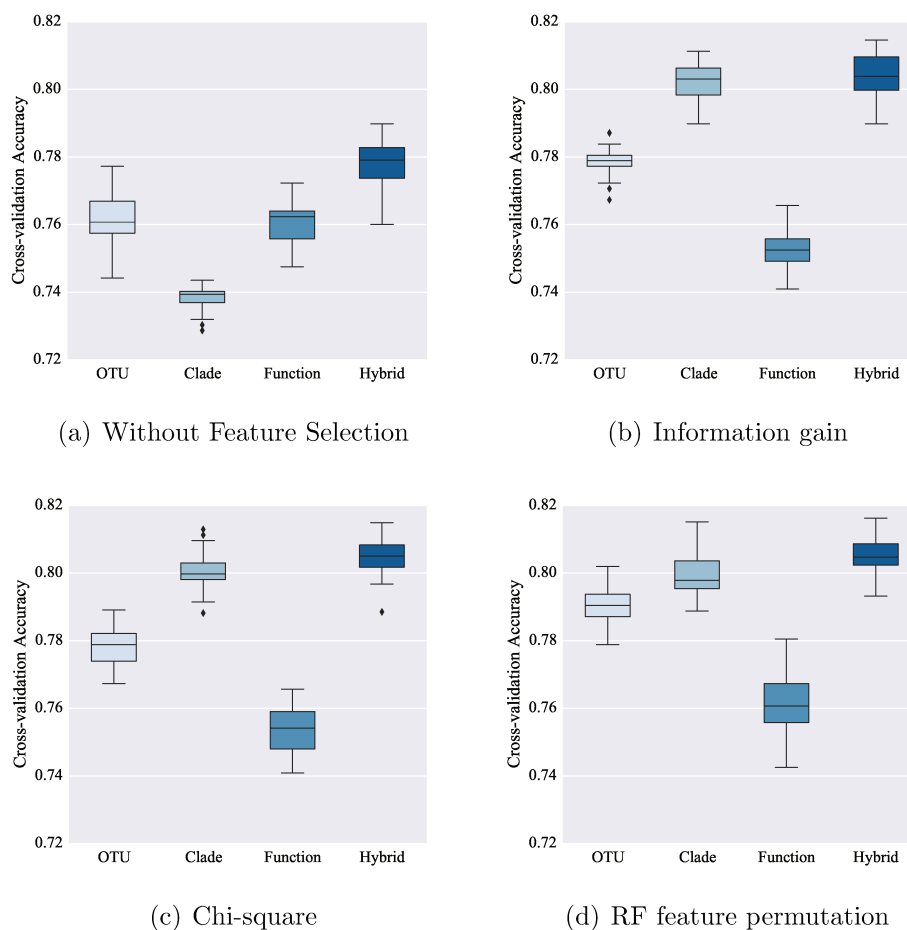 0.82
0.80
0.78
0.76
0.74
0.72
Cross-validation Accuracy
OTU Clade Function Hybrid
(a) Without Feature Selection
0.82
0.80
0.78
0.76
0.74
0.72
Cross-validation Accuracy
OTU Clade Function Hybrid
(b) Information gain
0.82
0.80
0.78
0.76
0.74
0.72
Cross-validation Accuracy
OTU Clade Function Hybrid
(c) Chi-square
0.82
0.80
0.78
0.76
0.74
0.72
Cross-validation Accuracy
OTU Clade Function Hybrid
(d) RF feature permutation